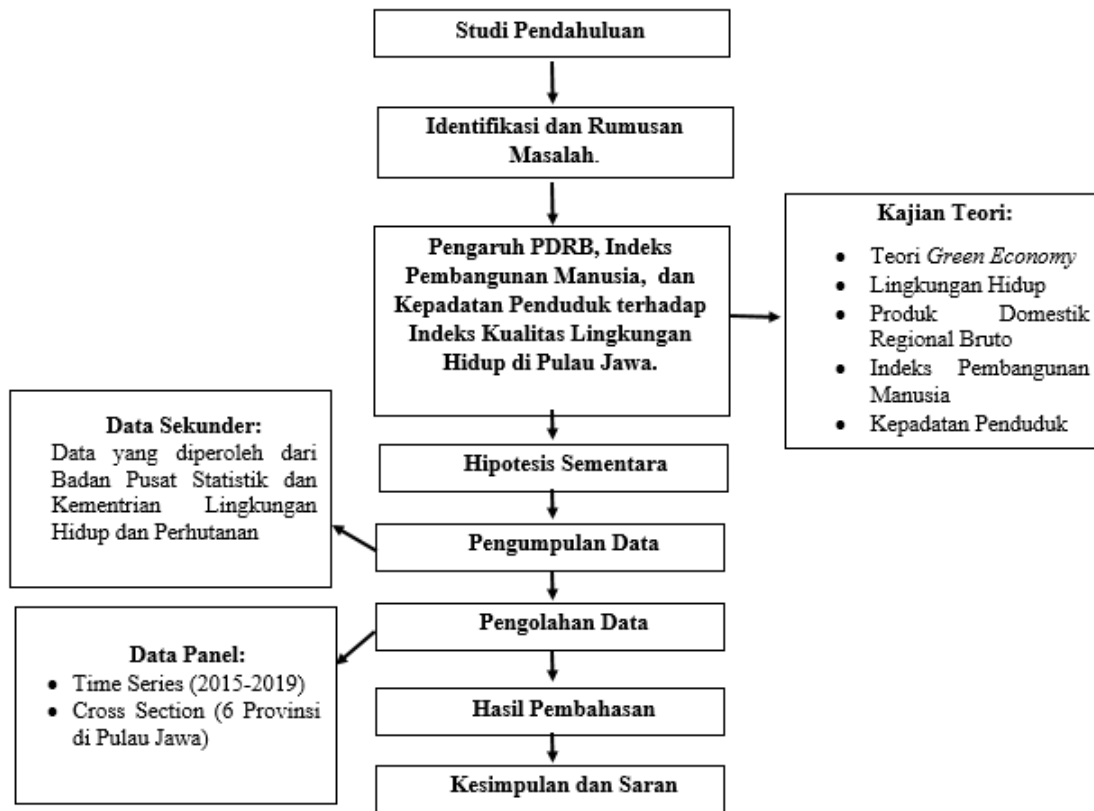 Studi Pendahuluan
Identifikasi dan Rumusan
Masalah.
Pengaruh PDRB, Indeks
Pembangunan Manusia, dan
Kepadatan Penduduk terhadap
Indeks Kualitas Lingkungan
Hidup di Pulau Jawa.
Kajian Teori:
● Teori Green Economy
● Lingkungan Hidup
● Produk Domestik
Regional Bruto
● Indeks Pembangunan
Manusia
● Kepadatan Penduduk
Hipotesis Sementara
Data Sekunder:
Data yang diperoleh dari
Badan Pusat Statistik dan
Kementrian Lingkungan
Hidup dan Perhutanan
Pengumpulan Data
Pengolahan Data
Data Panel:
● Time Series (2015-2019)
● Cross Section (6 Provinsi
di Pulau Jawa)
Hasil Pembahasan
Kesimpulan dan Saran